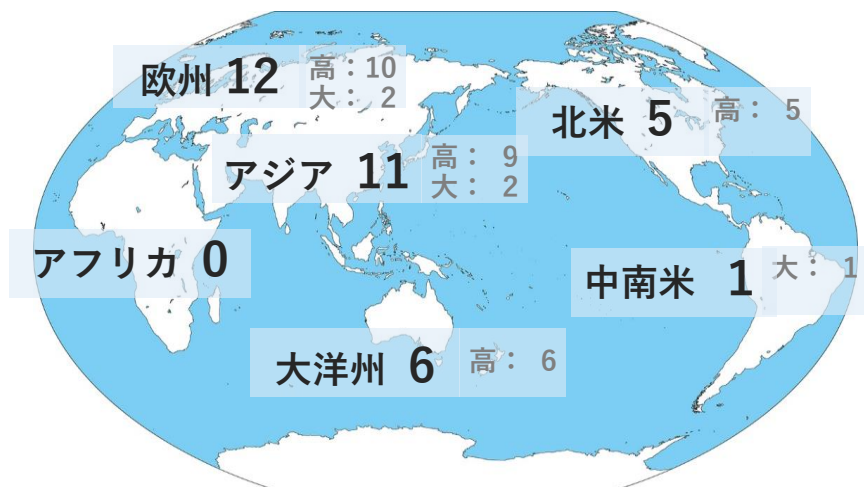 欧州 12 高：10
大： 2
北米 5 高： 5
アジア 11 高： 9
大： 2
アフリカ 0
中南米 1 大： 1
大洋州 6 高： 6